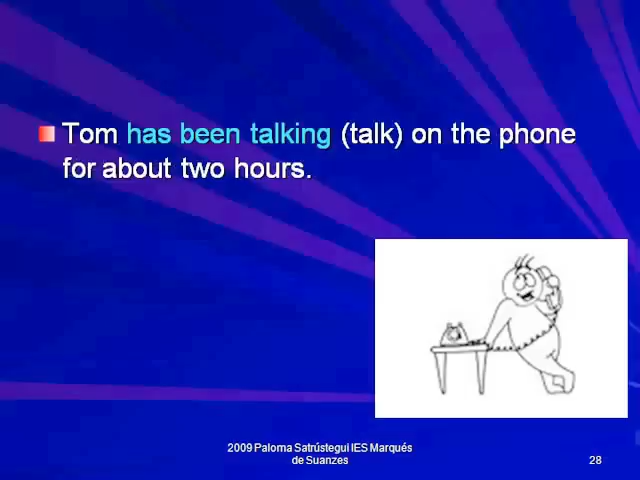 Tom has been talking (talk) on the phone
for about two hours.
2009 Paloma Satrústegui IES Marqués
de Suanzes
28